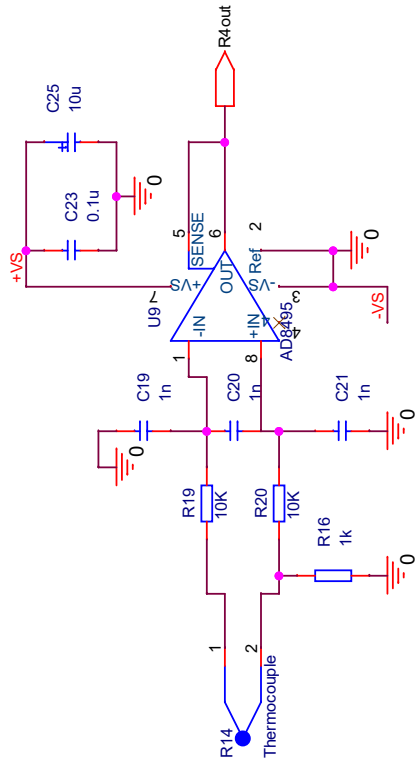 R4out
C25
10u
C23
0.1u
0
+VS
5
SENSE
6
2
7
+VS
OUT
Ref
U9
-IN
+IN
-VS
3
4
4
AD8495
-VS
1
8
C19
1n
C20
1n
C21
1n
0
0
0
R19
10K
R20
10K
R16
1k
0
1
2
R14
Thermocouple